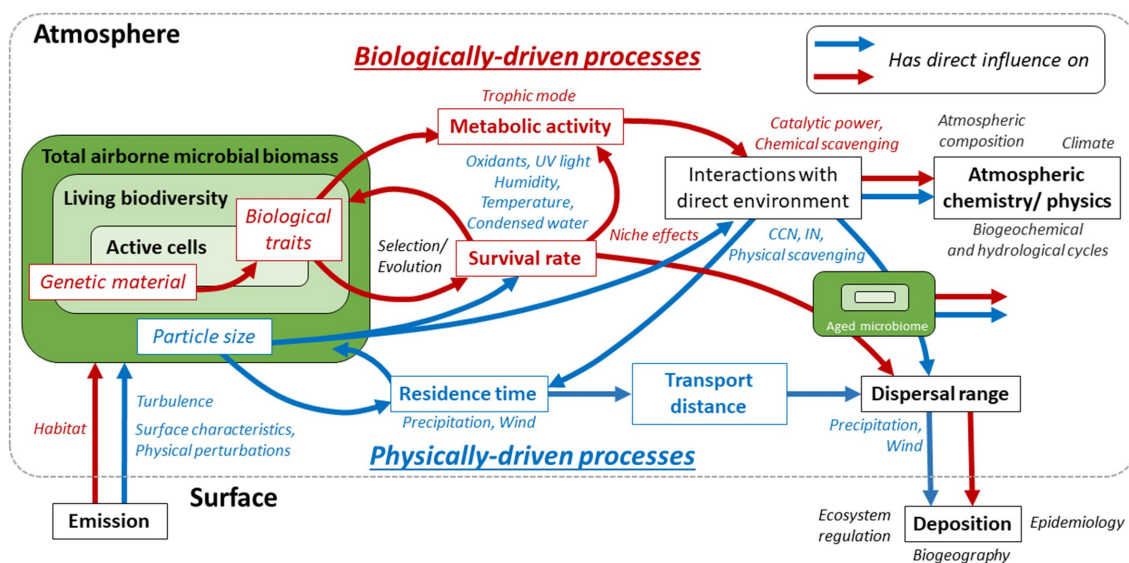 Atmosphere
Biologically-driven processes
Has direct influence on
Trophic mode
Metabolic activity
Catalytic power,
Chemical scavenging
Atmospheric
composition
Climate
Total airborne microbial biomass
Living biodiversity
Biological
traits
Active cells
Genetic material
Particle size
Oxidants, UV light
Humidity,
Temperature,
Condensed water
Interactions with
direct environment
Atmospheric
chemistry/ physics
Biogeochemical
and hydrological cycles
Selection/
Evolution
Survival rate
Niche effects
CCN, IN,
Physical scavenging
Aged microbiome
Residence time
Precipitation, Wind
Transport
distance
Dispersal range
Precipitation,
Wind
Habitat
Turbulence
Surface characteristics,
Physical perturbations
Physically-driven processes
Surface
Emission
Ecosystem
regulation
Deposition
Epidemiology
Biogeography